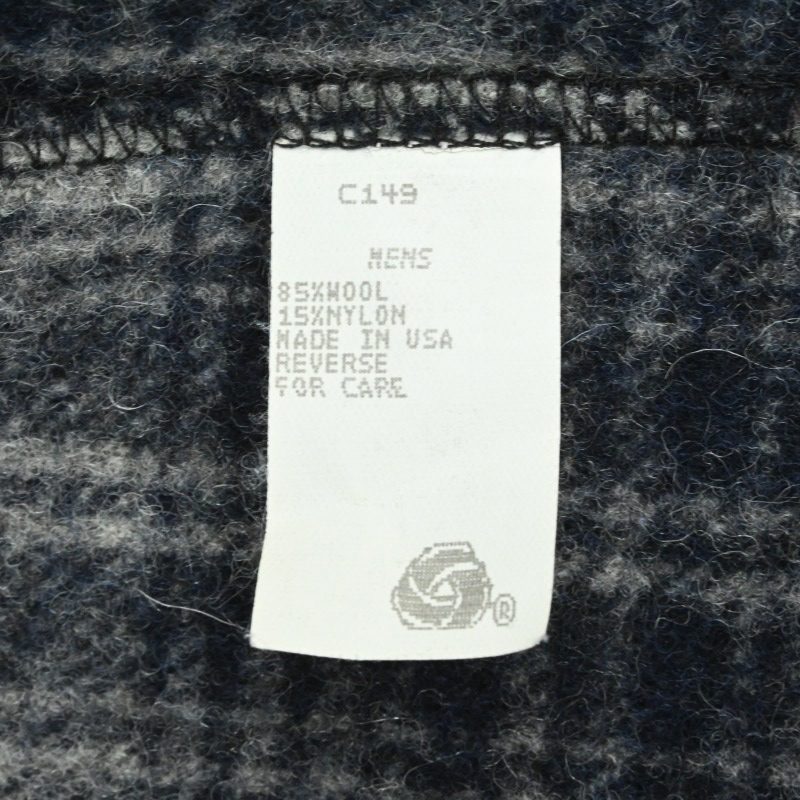 C149
MENS
85%WOOL
15%NYLON
MADE IN USA
REVERSE
FOR CARE
®